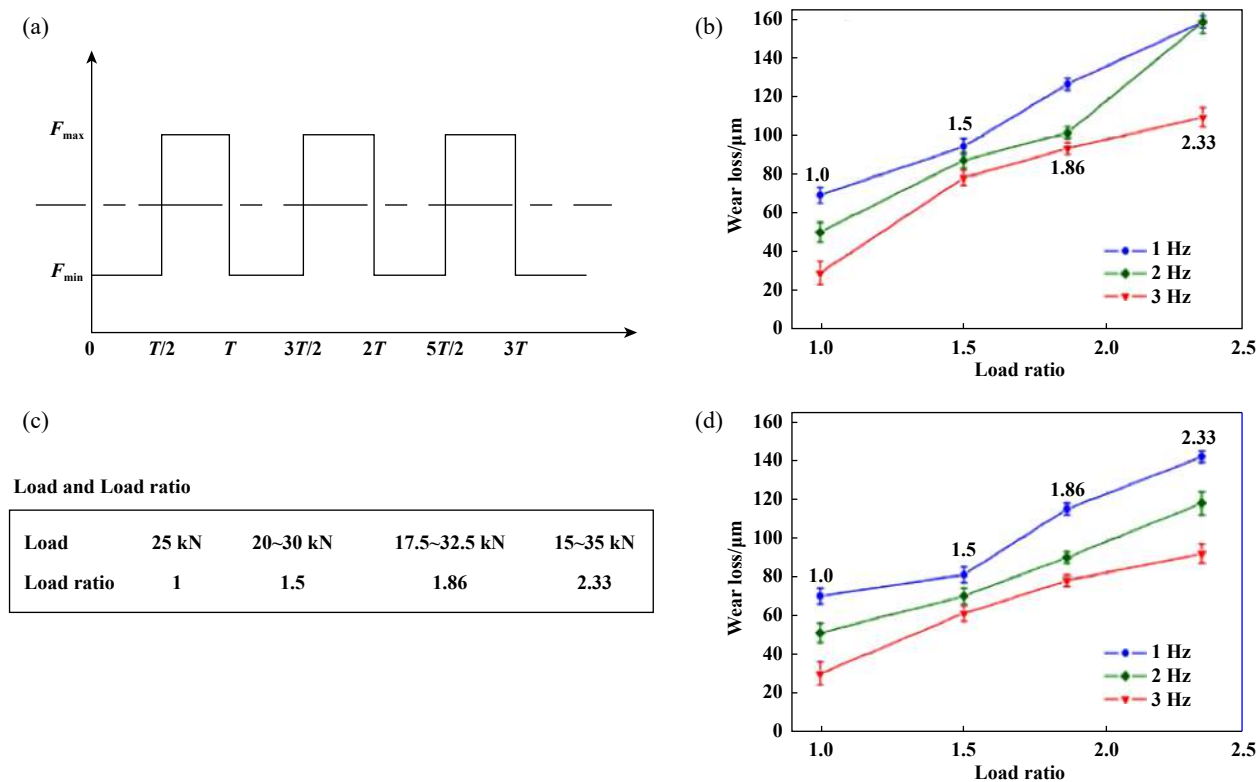 (a)
F_max
F_min
0 T/2 T 3T/2 2T 5T/2 3T
(b)
Wear loss/μm
160
140
120
100
80
60
40
20
0
1.0
1.5
1.86
2.33
1 Hz
2 Hz
3 Hz
1.0 1.5 2.0 2.5
Load ratio
(c)
Load and Load ratio
Load 25 kN 20~30 kN 17.5~32.5 kN 15~35 kN
Load ratio 1 1.5 1.86 2.33
(d)
Wear loss/μm
160
140
120
100
80
60
40
20
0
1.0
1.5
1.86
2.33
1 Hz
2 Hz
3 Hz
1.0 1.5 2.0 2.5
Load ratio